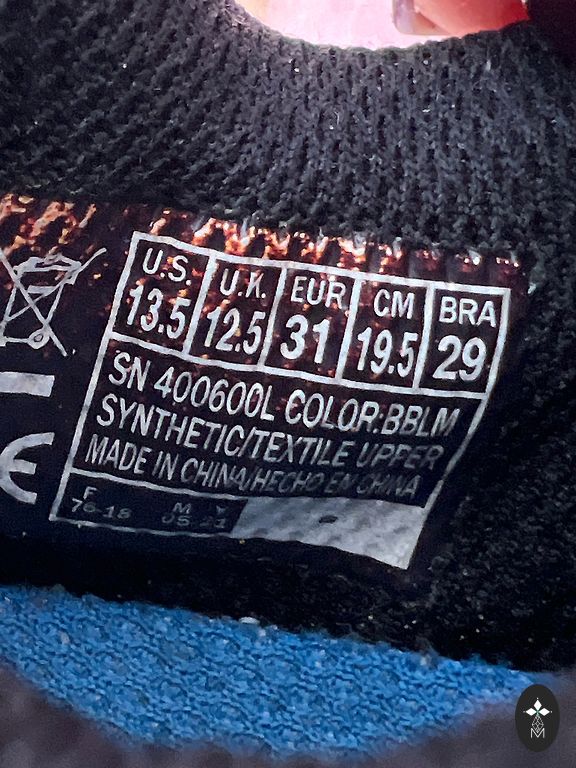 U.S. U.K. EUR CM BRA
13.5 12.5 31 19.5 29
SN 400600L COLOR:BBLM
SYNTHETIC/TEXTILE UPPER
MADE IN CHINA/HECHO EN CHINA
F M Y
76-18 05-21
CE
M